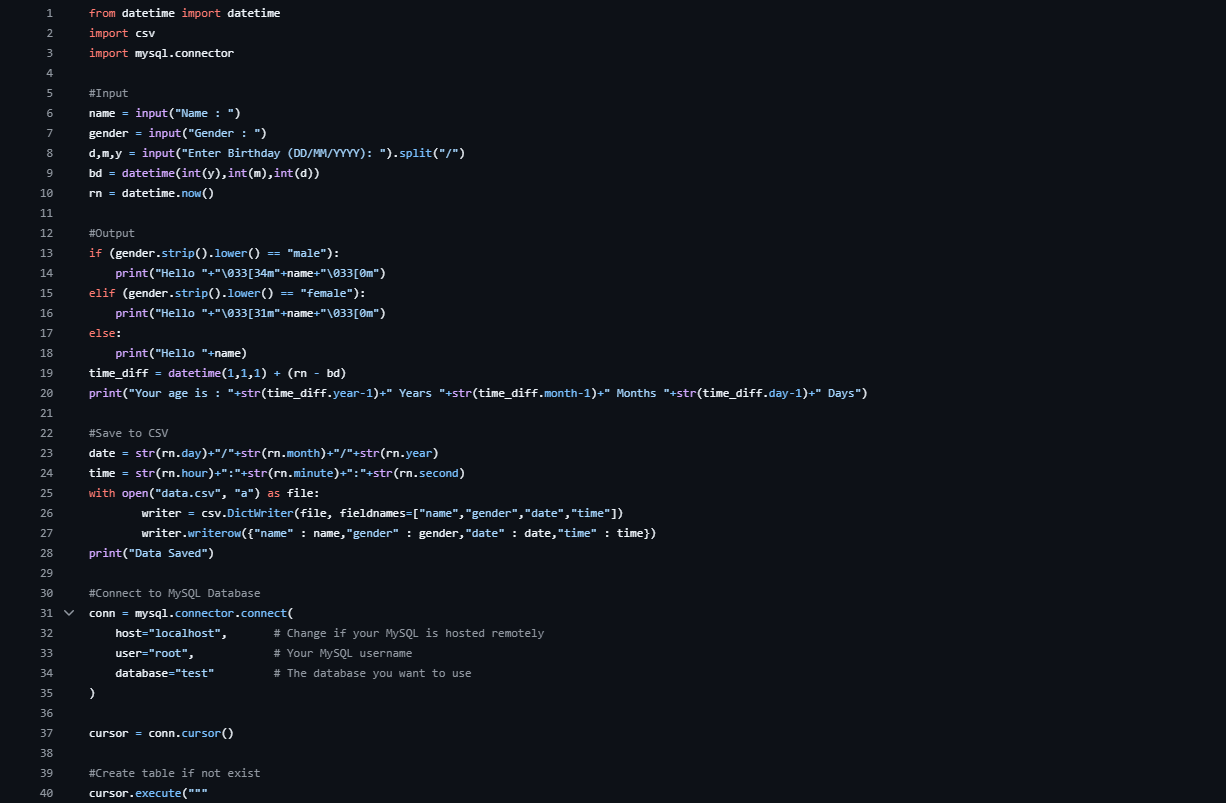 1 from datetime import datetime
2 import csv
3 import mysql.connector
4
5 #Input
6 name = input("Name : ")
7 gender = input("Gender : ")
8 d,m,y = input("Enter Birthday (DD/MM/YYYY): ").split("/")
9 bd = datetime(int(y),int(m),int(d))
10 rn = datetime.now()
11
12 #Output
13 if (gender.strip().lower() == "male"):
14     print("Hello "+"\033[34m"+name+"\033[0m")
15 elif (gender.strip().lower() == "female"):
16     print("Hello "+"\033[31m"+name+"\033[0m")
17 else:
18     print("Hello "+name)
19 time_diff = datetime(1,1,1) + (rn - bd)
20 print("Your age is : "+str(time_diff.year-1)+" Years "+str(time_diff.month-1)+" Months "+str(time_diff.day-1)+" Days")
21
22 #Save to CSV
23 date = str(rn.day)+"/"+str(rn.month)+"/"+str(rn.year)
24 time = str(rn.hour)+":"+str(rn.minute)+":"+str(rn.second)
25 with open("data.csv", "a") as file:
26         writer = csv.DictWriter(file, fieldnames=["name","gender","date","time"])
27         writer.writerow({"name" : name,"gender" : gender,"date" : date,"time" : time})
28 print("Data Saved")
29
30 #Connect to MySQL Database
31 conn = mysql.connector.connect(
32     host="localhost",       # Change if your MySQL is hosted remotely
33     user="root",            # Your MySQL username
34     database="test"         # The database you want to use
35 )
36
37 cursor = conn.cursor()
38
39 #Create table if not exist
40 cursor.execute("""